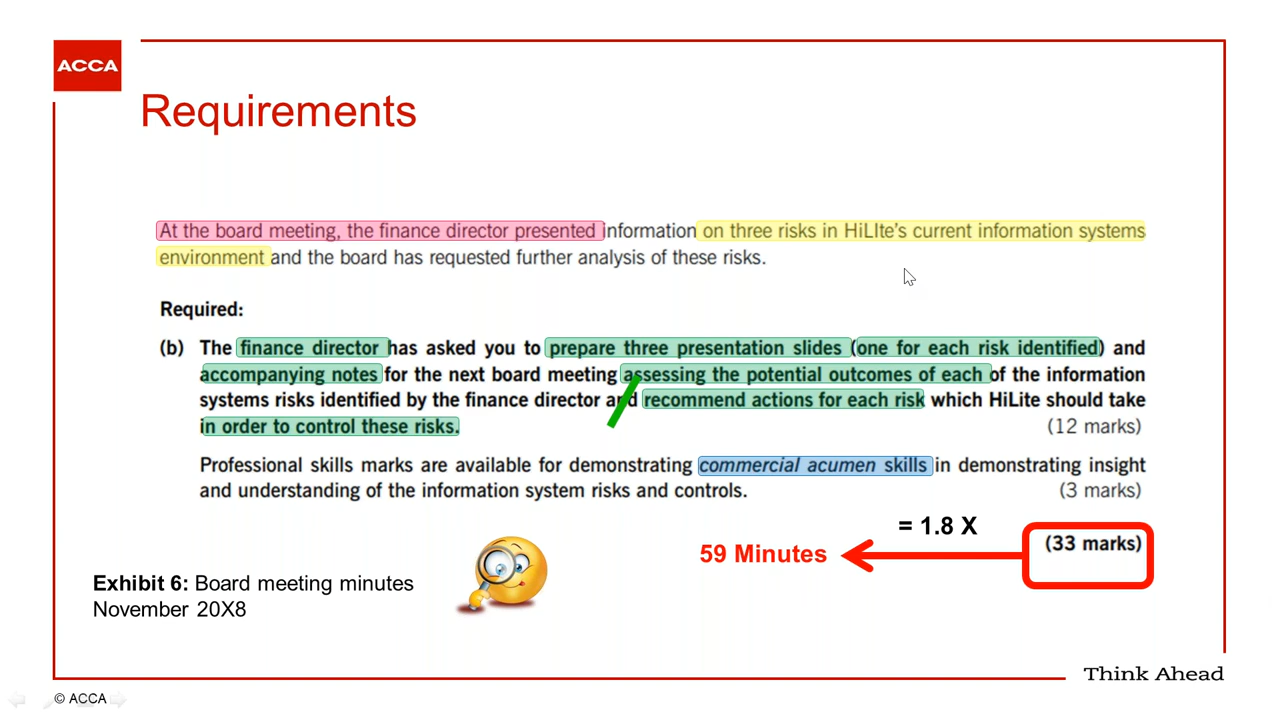 ACCA
Requirements
At the board meeting, the finance director presented information on three risks in HiLIte's current information systems
environment and the board has requested further analysis of these risks.
Required:
(b) The finance director has asked you to prepare three presentation slides (one for each risk identified) and
accompanying notes for the next board meeting assessing the potential outcomes of each of the information
systems risks identified by the finance director and recommend actions for each risk which HiLite should take
in order to control these risks. (12 marks)
Professional skills marks are available for demonstrating commercial acumen skills in demonstrating insight
and understanding of the information system risks and controls. (3 marks)
= 1.8 X
(33 marks)
59 Minutes
Exhibit 6: Board meeting minutes
November 20X8
Think Ahead
© ACCA